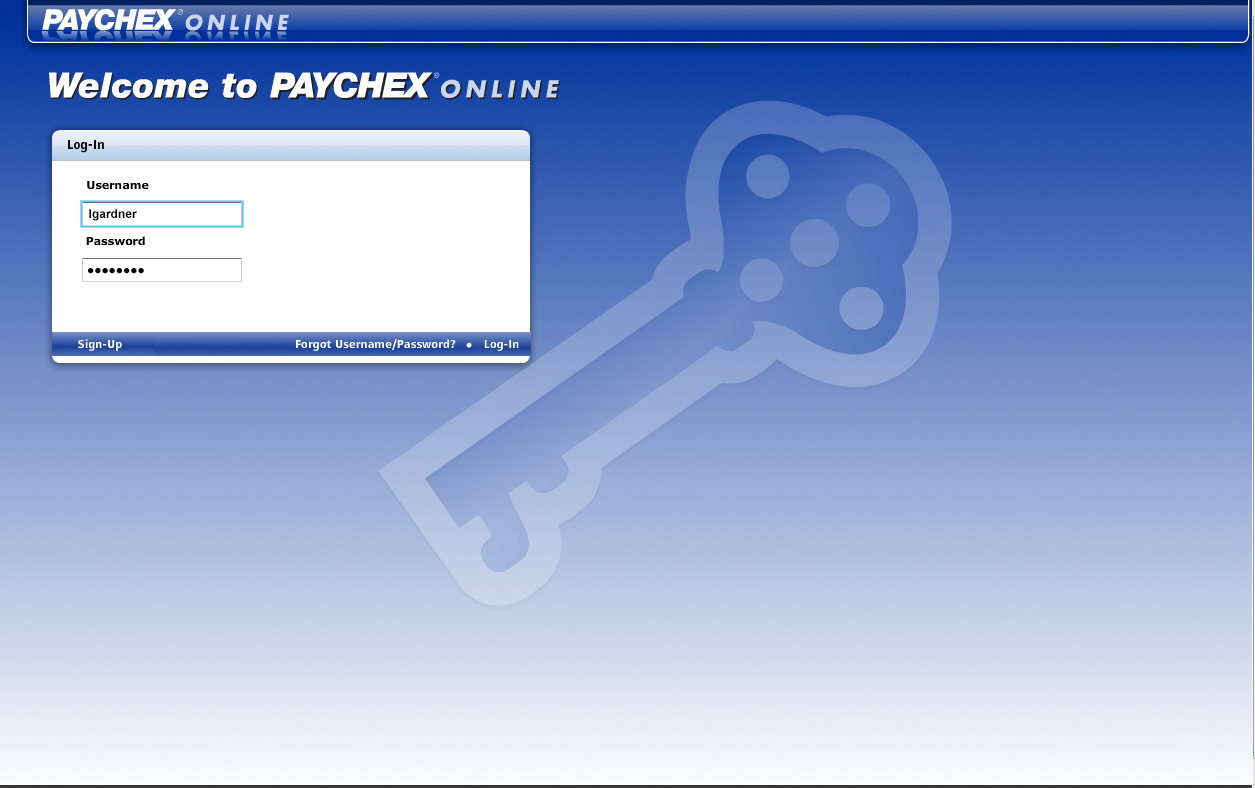 PAYCHEX® ONLINE
Welcome to PAYCHEX® ONLINE
Log-In
Username
lgardner
Password
••••••••
Sign-Up
Forgot Username/Password? • Log-In